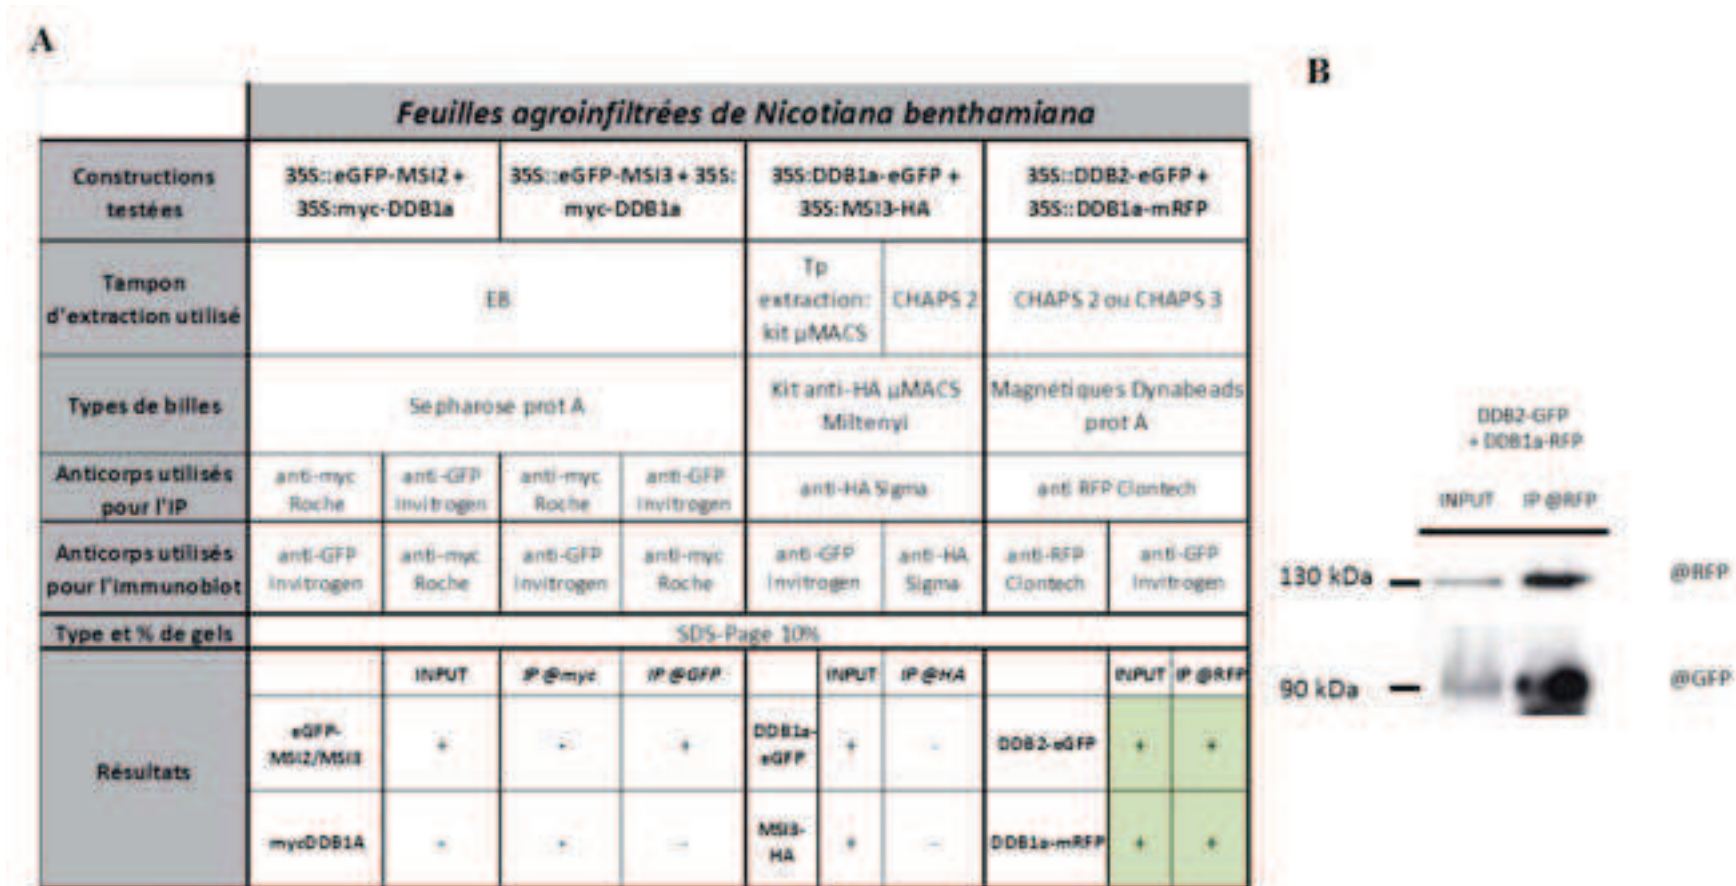 A
Feuilles agroinfiltrées de Nicotiana benthamiana
Constructions testées
35S::eGFP-MSI2 + 35S:myc-DDB1a
35S::eGFP-MSI3 + 35S: myc-DDB1a
35S:DDB1a-eGFP + 35S:MSI3-HA
35S::DDB2-eGFP + 35S::DDB1a-mRFP
Tampon d'extraction utilisé
EB
Tp extraction: kit µMACS
CHAPS 2
CHAPS 2 ou CHAPS 3
Types de billes
Sepharose prot A
Kit anti-HA µMACS Miltenyi
Magnétiques Dynabeads prot A
Anticorps utilisés pour l'IP
anti-myc Roche
anti-GFP Invitrogen
anti-myc Roche
anti-GFP Invitrogen
anti-HA Sigma
anti RFP Clontech
Anticorps utilisés pour l'immunoblot
anti-GFP Invitrogen
anti-myc Roche
anti-GFP Invitrogen
anti-myc Roche
anti-GFP Invitrogen
anti-HA Sigma
anti-RFP Clontech
anti-GFP Invitrogen
Type et % de gels
SDS-Page 10%
Résultats
INPUT IP @myc IP @GFP
INPUT IP @HA
INPUT IP @RFP
eGFP-MSI2/MSI3 + +
DDB1a-eGFP + -
DDB2-eGFP + +
mycDDB1A - - -
MSI3-HA + -
DDB1a-mRFP + +
B
DDB2-GFP
+ DDB1a-RFP
INPUT IP @RFP
130 kDa
@RFP
90 kDa
@GFP